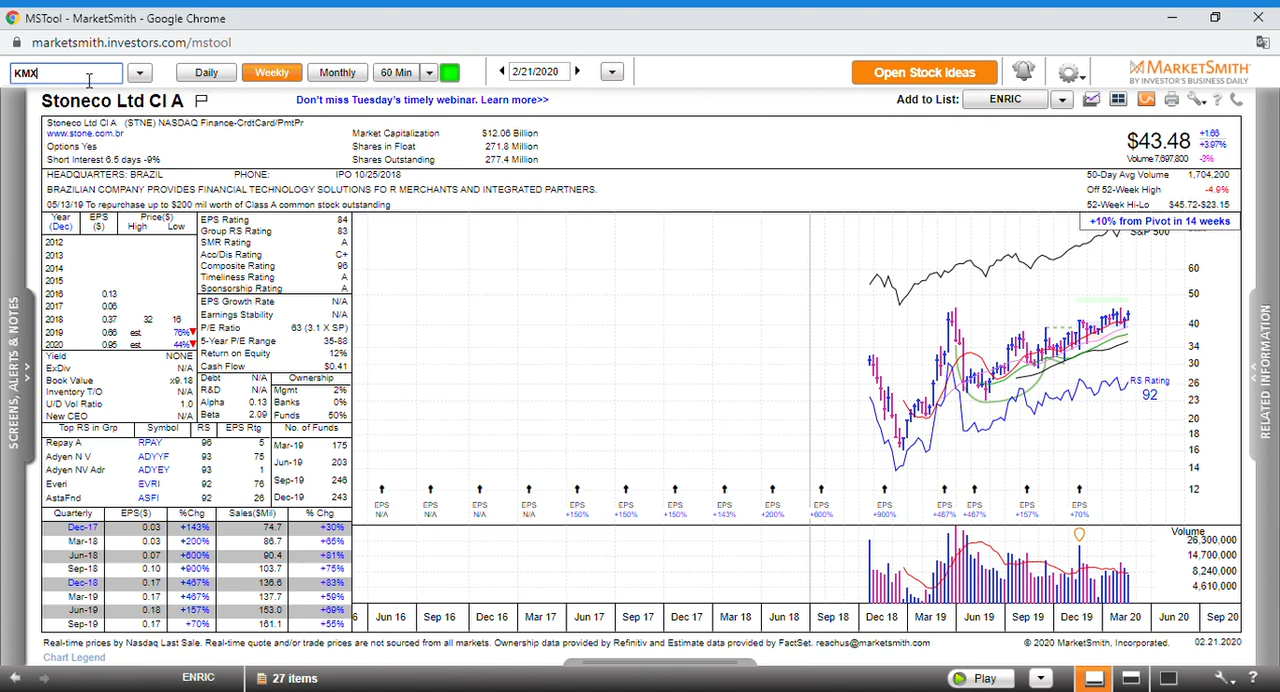 MSTool - MarketSmith - Google Chrome
marketsmith.investors.com/mstool
KMX Daily Weekly Monthly 60 Min 2/21/2020 Open Stock Ideas MARKETSMITH
BY INVESTOR'S BUSINESS DAILY
Stoneco Ltd Cl A Don't miss Tuesday's timely webinar. Learn more>> Add to List: ENRIC
Stoneco Ltd Cl A (STNE) NASDAQ Finance-CrdtCard/PmtPr
www.stone.com.br Market Capitalization $12.06 Billion $43.48 +1.66
Options Yes Shares in Float 271.8 Million +3.97%
Short Interest 6.5 days -9% Shares Outstanding 277.4 Million Volume 7,697,800 -3%
HEADQUARTERS: BRAZIL PHONE: IPO 10/25/2018 50-Day Avg Volume 1,704,200
BRAZILIAN COMPANY PROVIDES FINANCIAL TECHNOLOGY SOLUTIONS FO R MERCHANTS AND INTEGRATED PARTNERS. Off 52-Week High -4.9%
05/13/19 To repurchase up to $200 mil worth of Class A common stock outstanding 52-Week Hi-Lo $45.72-$23.15
+10% from Pivot in 14 weeks
S&P 500
Year EPS Price($)
(Dec) ($) High Low
2012
2013
2014
2015
2016 0.13
2017 0.06
2018 0.37 32 16
2019 0.66 est 76%
2020 0.95 est 44%
Yield NONE
ExDiv N/A
Book Value x9.18
Inventory T/O N/A
U/D Vol Ratio 1.0
New CEO N/A
EPS Rating 84
Group RS Rating 83
SMR Rating A
Acc/Dis Rating C+
Composite Rating 96
Timeliness Rating A
Sponsorship Rating A
EPS Growth Rate N/A
Earnings Stability N/A
P/E Ratio 63 (3.1 X SP)
5-Year P/E Range 35-88
Return on Equity 12%
Cash Flow $0.41
Debt N/A
R&D N/A
Alpha 0.13
Beta 2.09
Ownership
Mgmt 2%
Banks 0%
Funds 50%
Top RS in Grp Symbol RS EPS Rtg
Repay A RPAY 96 5
Adyen N V ADYYF 93 75
Adyen NV Adr ADYEY 93 1
Everi EVRI 92 76
AstaFnd ASFI 92 26
No. of Funds
Mar-19 175
Jun-19 203
Sep-19 246
Dec-19 243
Quarterly EPS($) %Chg Sales($Mil) % Chg
Dec-17 0.03 +143% 74.7 +30%
Mar-18 0.03 +200% 86.7 +65%
Jun-18 0.07 +600% 90.4 +81%
Sep-18 0.10 +900% 103.7 +75%
Dec-18 0.17 +467% 136.6 +83%
Mar-19 0.17 +467% 137.7 +59%
Jun-19 0.18 +157% 153.0 +69%
Sep-19 0.17 +70% 161.1 +55%
60
50
40
34
30
26
23
20
18
16
14
12
RS Rating
92
EPS EPS EPS EPS EPS EPS EPS EPS EPS EPS EPS EPS EPS EPS EPS
N/A N/A N/A N/A +150% +150% +150% +143% +200% +600% +900% +467% +467% +157% +70%
Volume
26,300,000
14,700,000
8,240,000
4,610,000
6 Jun 16 Sep 16 Dec 16 Mar 17 Jun 17 Sep 17 Dec 17 Mar 18 Jun 18 Sep 18 Dec 18 Mar 19 Jun 19 Sep 19 Dec 19 Mar 20 Jun 20 Sep 20
Real-time prices by Nasdaq Last Sale. Real-time quote and/or trade prices are not sourced from all markets. Ownership data provided by Refinitiv and Estimate data provided by FactSet. reachus@marketsmith.com © 2020 MarketSmith, Incorporated. 02.21.2020
Chart Legend
SCREENS, ALERTS & NOTES
RELATED INFORMATION
ENRIC 27 items Play